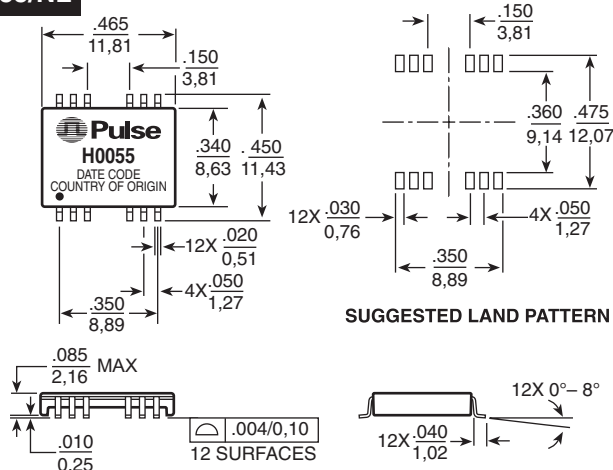 .465
11,81
.150
3,81
Pulse
H0055
DATE CODE
COUNTRY OF ORIGIN
.340
8,63
.450
11,43
12X .020
0,51
4X .050
1,27
.350
8,89
.150
3,81
.360
9,14
.475
12,07
12X .030
0,76
4X .050
1,27
.350
8,89
SUGGESTED LAND PATTERN
.085
2,16
MAX
.010
0,25
.004/0,10
12 SURFACES
12X 0°– 8°
12X .040
1,02